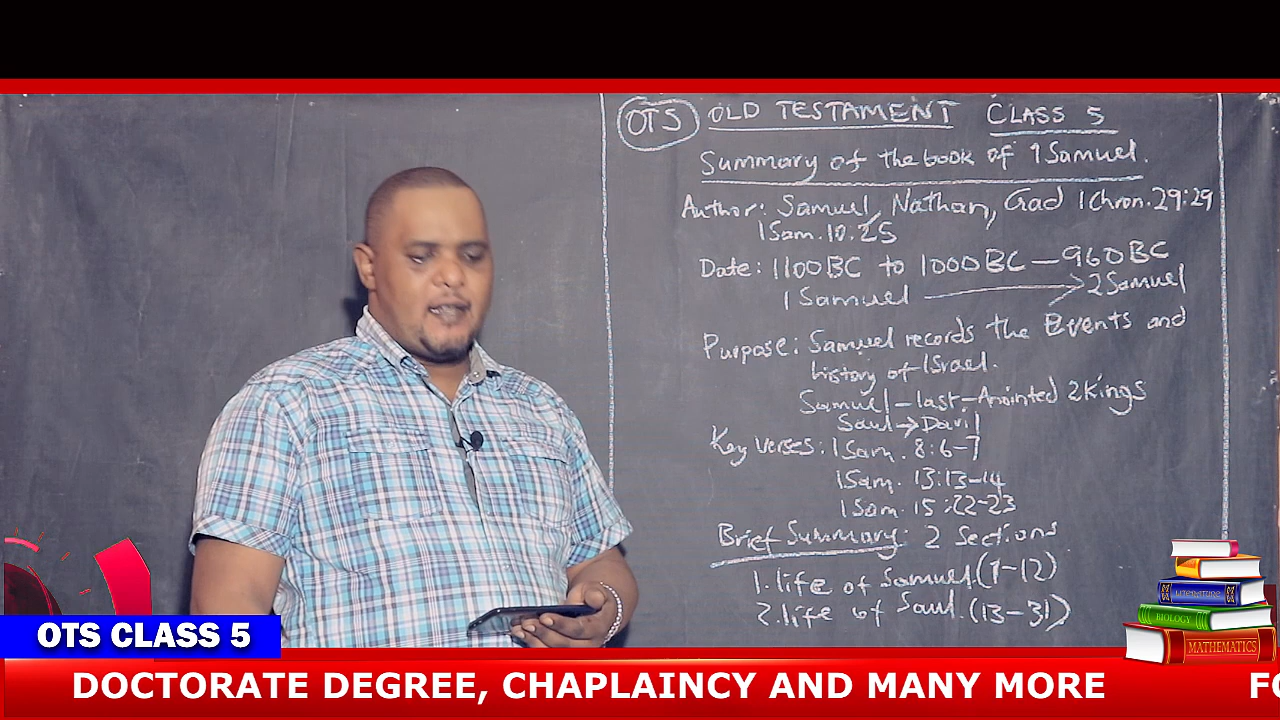 OTS OLD TESTAMENT CLASS 5
Summary of the book of 1Samuel.
Author: Samuel, Nathan, Gad 1Chron.29:29
1Sam.10.25
Date: 1100BC to 1000BC — 960BC
1Samuel → 2Samuel
Purpose: Samuel records the Events and
history of Israel.
Samuel - last - Anointed 2Kings
Saul → David
Key Verses: 1Sam. 8:6-7
1Sam. 13:13-14
1Sam. 15:22-23
Brief Summary: 2 Sections
1. life of Samuel. (1-12)
2. life of Saul. (13-31)
LITERATURE
BIOLOGY
MATHEMATICS
OTS CLASS 5
DOCTORATE DEGREE, CHAPLAINCY AND MANY MORE